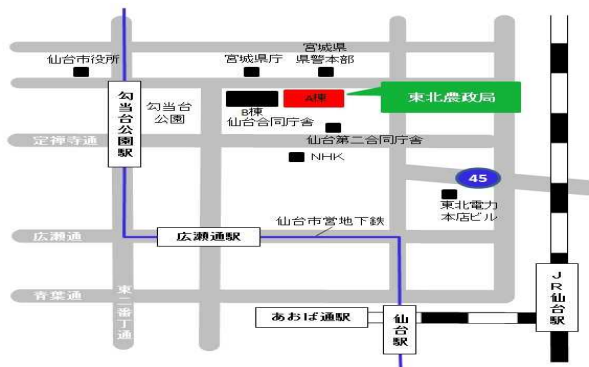 宮城県
県警本部
仙台市役所
宮城県庁
勾当台公園駅
勾当台
公園
A棟
東北農政局
B棟
仙台合同庁舎
定禅寺通
仙台第二合同庁舎
NHK
45
東北電力
本店ビル
仙台市営地下鉄
広瀬通
広瀬通駅
青葉通
東二番丁通
あおば通駅
仙台駅
JR仙台駅